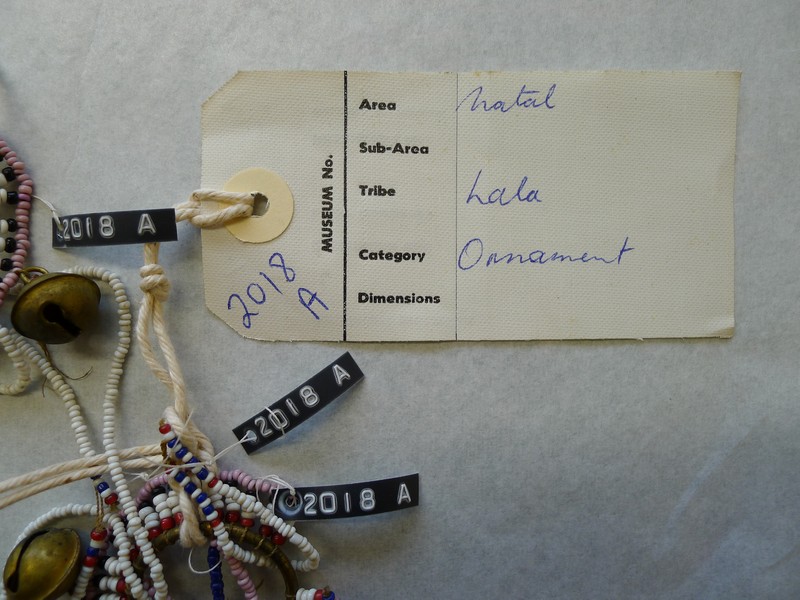 MUSEUM No.
2018
A
Area Natal
Sub-Area
Tribe Lala
Category Ornament
Dimensions
2018 A
2018 A
2018 A